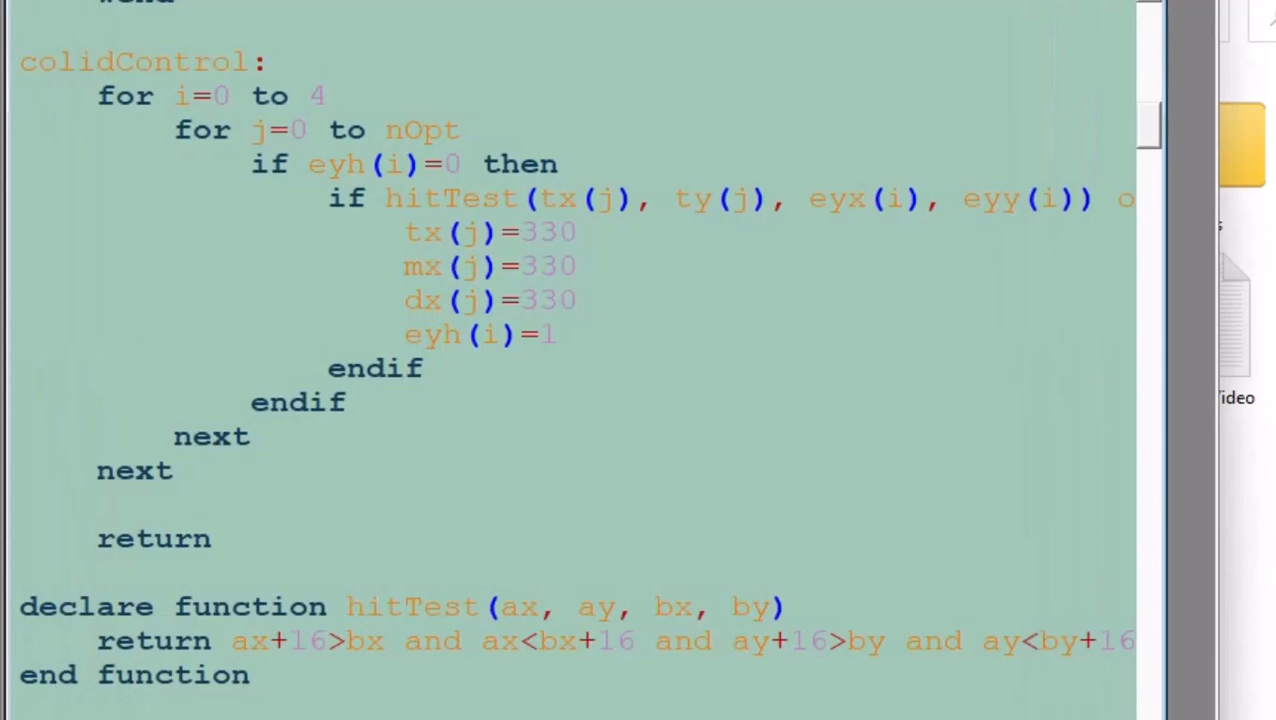 colidControl:
for i=0 to 4
for j=0 to nOpt
if eyh(i)=0 then
if hitTest(tx(j), ty(j), eyx(i), eyy(i))
tx(j)=330
mx(j)=330
dx(j)=330
eyh(i)=1
endif
endif
next
next
return
declare function hitTest(ax, ay, bx, by)
return ax+16>bx and ax<bx+16 and ay+16>by and ay<by+16
end function